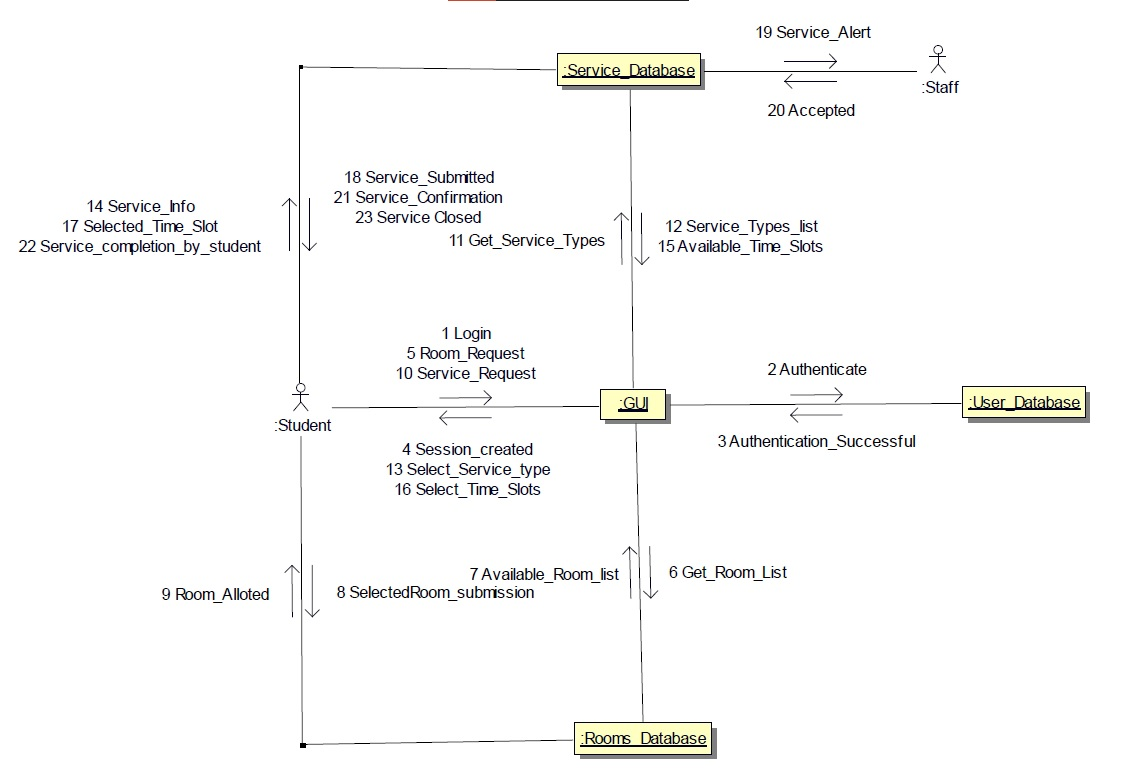 19 Service_Alert
:Service_Database
:Staff
20 Accepted
18 Service_Submitted
21 Service_Confirmation
23 Service Closed
14 Service_Info
17 Selected_Time_Slot
22 Service_completion_by_student
11 Get_Service_Types
12 Service_Types_list
15 Available_Time_Slots
1 Login
5 Room_Request
10 Service_Request
2 Authenticate
:Student
:GUI
:User_Database
3 Authentication_Successful
4 Session_created
13 Select_Service_type
16 Select_Time_Slots
9 Room_Alloted
8 SelectedRoom_submission
7 Available_Room_list
6 Get_Room_List
:Rooms_Database